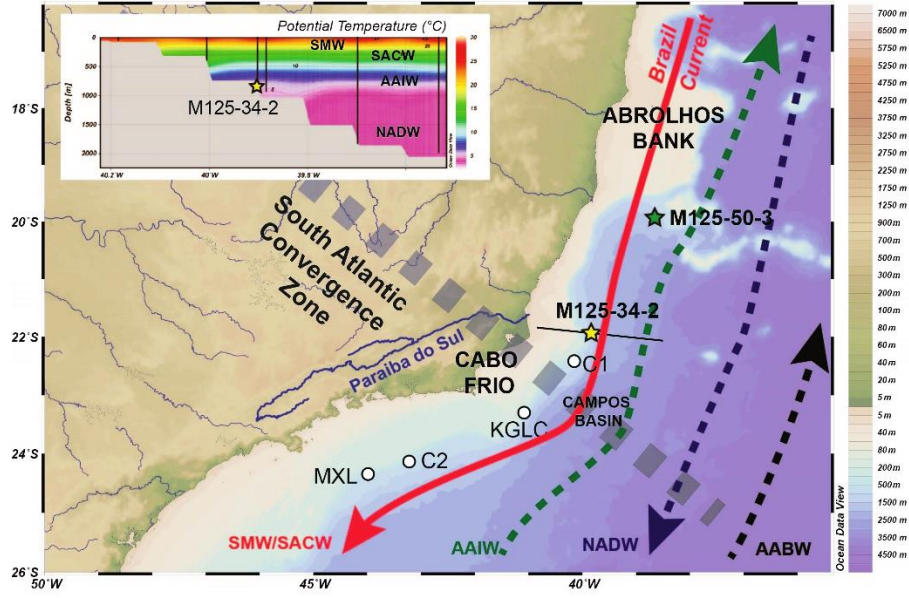 Potential Temperature (°C)
SMW
SACW
AAIW
NADW
M125-34-2
Depth [m]
0
500
1000
1500
2000
40.2°W
40°W
39.8°W
30
25
20
15
10
5
Ocean Data View
Brazil
Current
ABROLHOS
BANK
M125-50-3
South Atlantic
Convergence
Zone
M125-34-2
Paraiba do Sul
CABO
FRIO
C1
CAMPOS
BASIN
KGLC
C2
MXL
SMW/SACW
AAIW
NADW
AABW
18°S
20°S
22°S
24°S
26°S
50°W
45°W
40°W
Ocean Data View
7000 m
6500 m
5750 m
5250 m
4750 m
4250 m
3750 m
3250 m
2750 m
2250 m
1750 m
1250 m
900 m
700 m
500 m
300 m
100 m
80 m
60 m
40 m
20 m
5 m
5 m
40 m
80 m
200 m
500 m
1500 m
2500 m
3500 m
4500 m